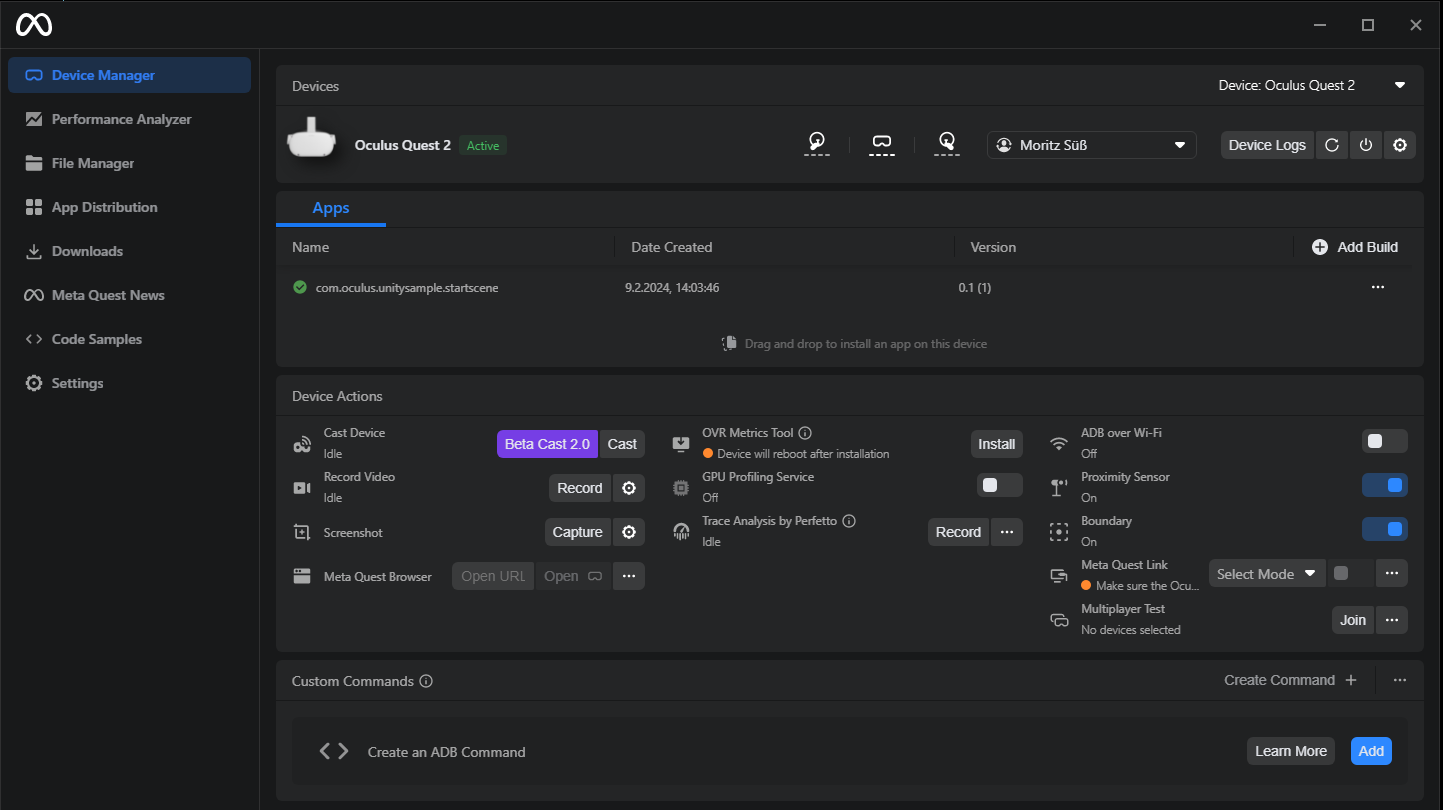 Device Manager
Performance Analyzer
File Manager
App Distribution
Downloads
Meta Quest News
Code Samples
Settings
Devices
Device: Oculus Quest 2
Oculus Quest 2
Active
Moritz Süß
Device Logs
Apps
Name
Date Created
Version
Add Build
com.oculus.unitysample.startscene
9.2.2024, 14:03:46
0.1 (1)
Drag and drop to install an app on this device
Device Actions
Cast Device
Idle
Beta Cast 2.0
Cast
Record Video
Idle
Record
Screenshot
Capture
Meta Quest Browser
Open URL
Open
OVR Metrics Tool
Device will reboot after installation
Install
GPU Profiling Service
Off
Trace Analysis by Perfetto
Idle
Record
ADB over Wi-Fi
Off
Proximity Sensor
On
Boundary
On
Meta Quest Link
Make sure the Ocu...
Select Mode
Multiplayer Test
No devices selected
Join
Custom Commands
Create Command +
Create an ADB Command
Learn More
Add